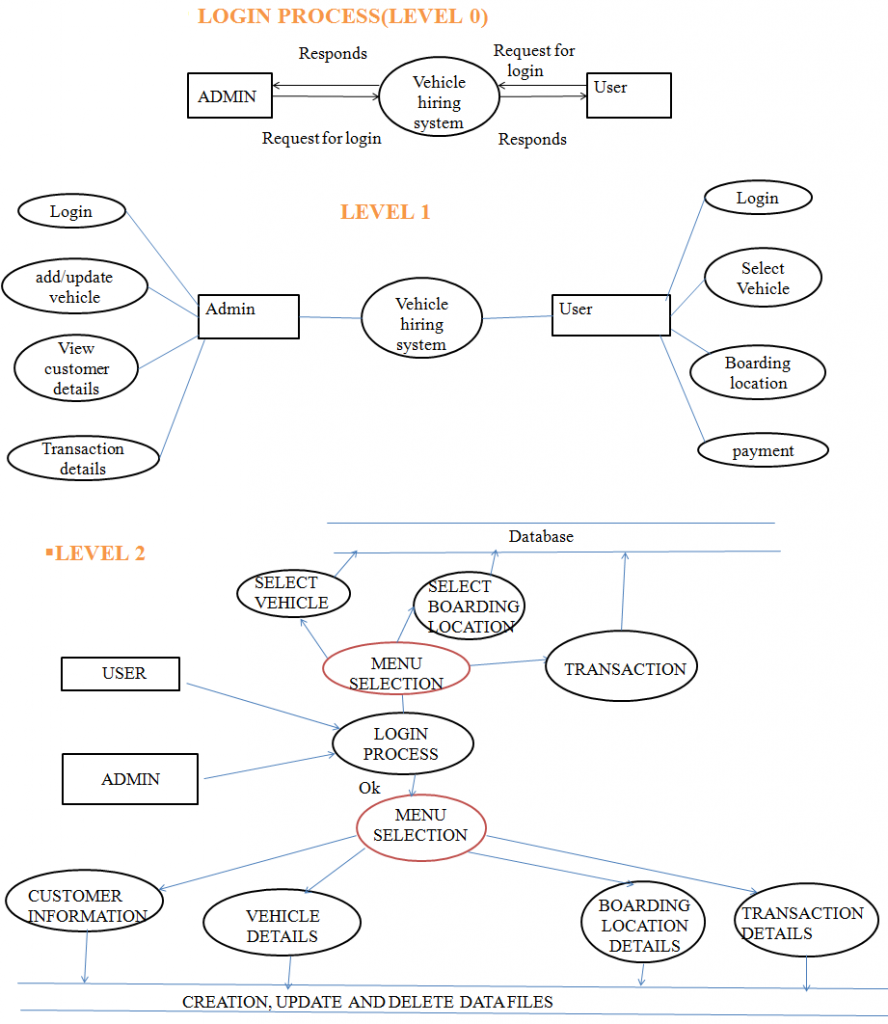 LOGIN PROCESS(LEVEL 0)
Responds
Request for
login
ADMIN
Vehicle
hiring
system
User
Request for login
Responds
LEVEL 1
Login
add/update
vehicle
View
customer
details
Transaction
details
Admin
Vehicle
hiring
system
User
Login
Select
Vehicle
Boarding
location
payment
▪LEVEL 2
Database
SELECT
VEHICLE
SELECT
BOARDING
LOCATION
MENU
SELECTION
TRANSACTION
USER
LOGIN
PROCESS
ADMIN
Ok
MENU
SELECTION
CUSTOMER
INFORMATION
VEHICLE
DETAILS
BOARDING
LOCATION
DETAILS
TRANSACTION
DETAILS
CREATION, UPDATE AND DELETE DATA FILES